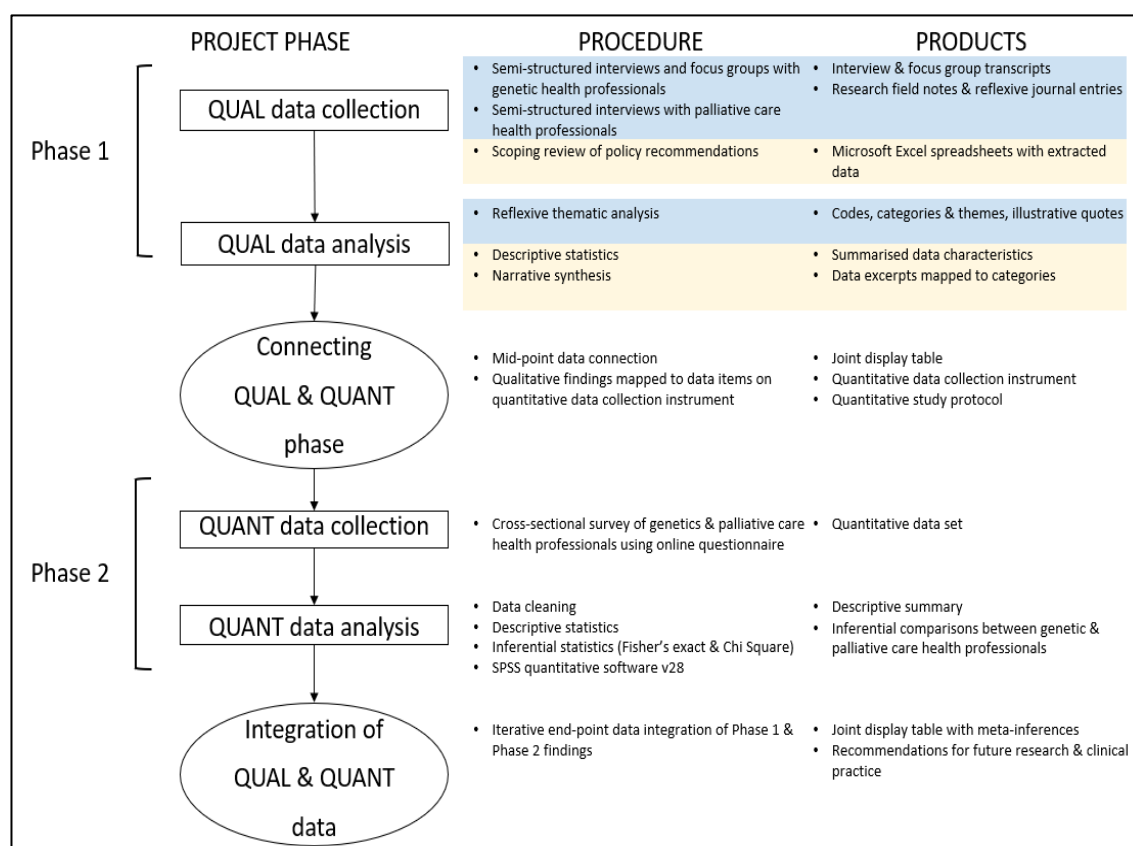 PROJECT PHASE
PROCEDURE
PRODUCTS
Phase 1
QUAL data collection
• Semi-structured interviews and focus groups with
genetic health professionals
• Semi-structured interviews with palliative care
health professionals
• Interview & focus group transcripts
• Research field notes & reflexive journal entries
• Scoping review of policy recommendations
• Microsoft Excel spreadsheets with extracted
data
QUAL data analysis
• Reflexive thematic analysis
• Codes, categories & themes, illustrative quotes
• Descriptive statistics
• Narrative synthesis
• Summarised data characteristics
• Data excerpts mapped to categories
Connecting
QUAL & QUANT
phase
• Mid-point data connection
• Qualitative findings mapped to data items on
quantitative data collection instrument
• Joint display table
• Quantitative data collection instrument
• Quantitative study protocol
Phase 2
QUANT data collection
• Cross-sectional survey of genetics & palliative care
health professionals using online questionnaire
• Quantitative data set
QUANT data analysis
• Data cleaning
• Descriptive statistics
• Inferential statistics (Fisher's exact & Chi Square)
• SPSS quantitative software v28
• Descriptive summary
• Inferential comparisons between genetic &
palliative care health professionals
Integration of
QUAL & QUANT
data
• Iterative end-point data integration of Phase 1 &
Phase 2 findings
• Joint display table with meta-inferences
• Recommendations for future research & clinical
practice